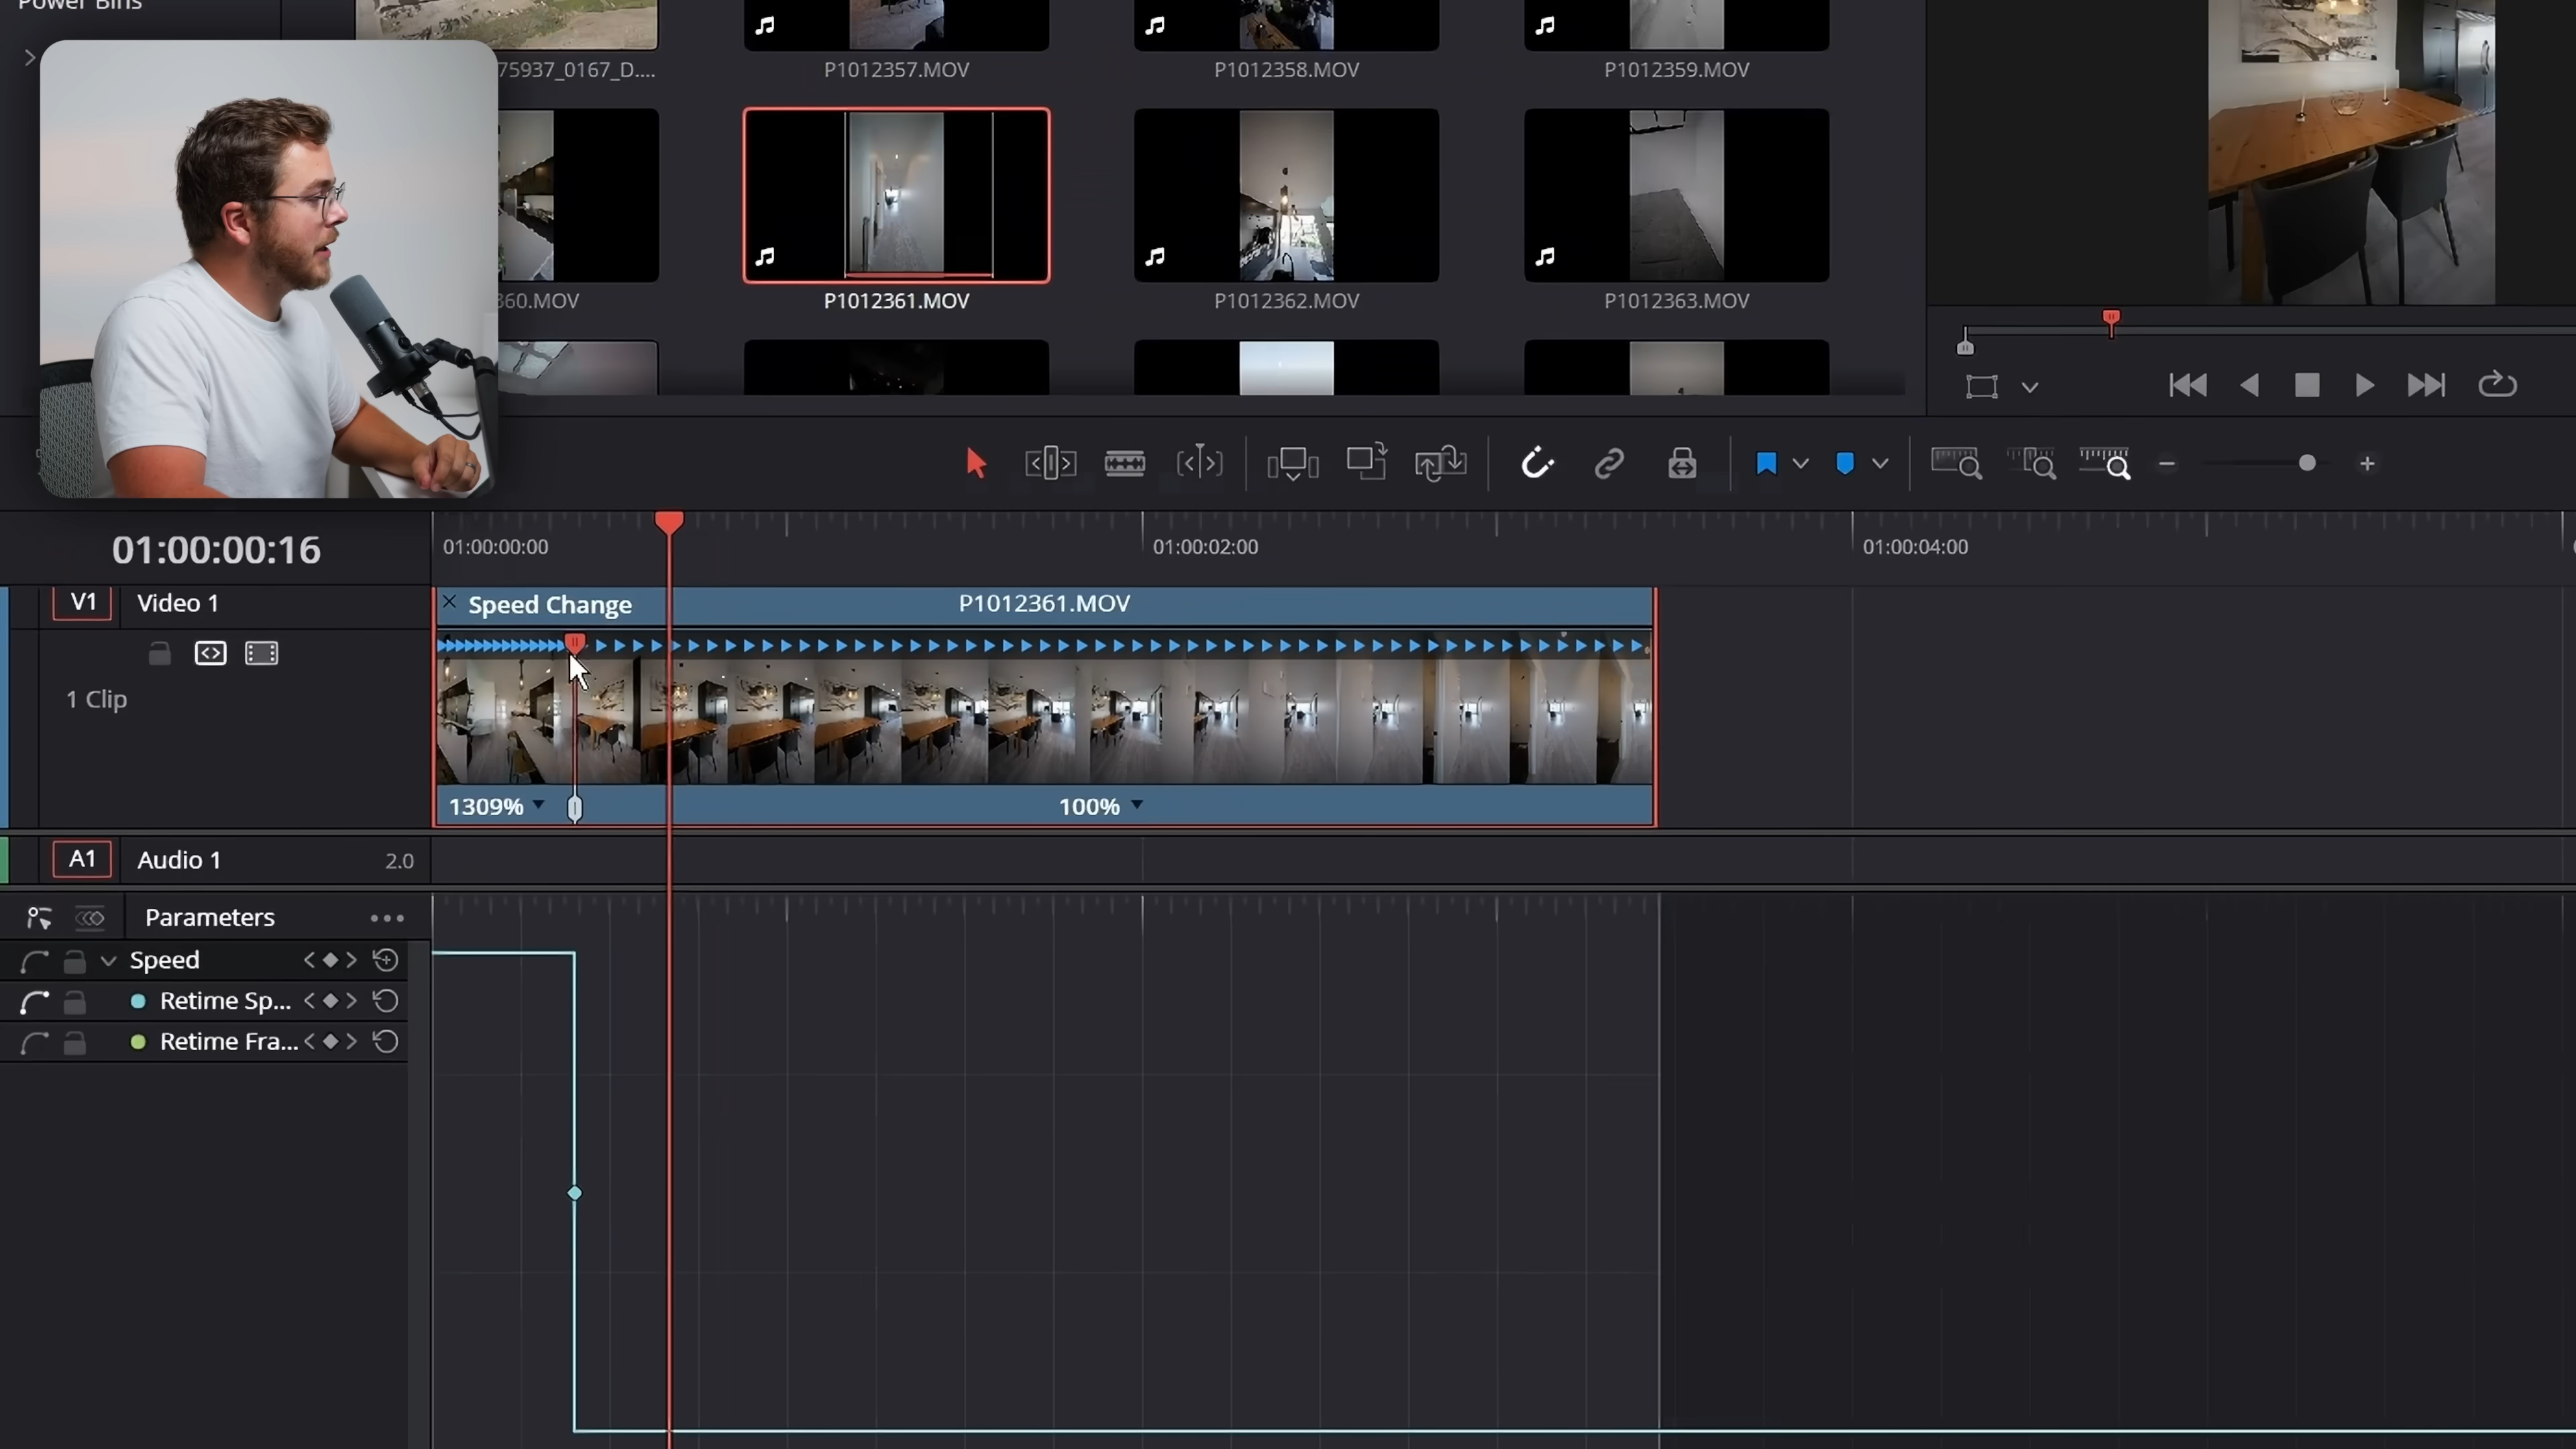 Power Bins
75937_0167_D....
P1012357.MOV
P1012358.MOV
P1012359.MOV
360.MOV
P1012361.MOV
P1012362.MOV
P1012363.MOV
01:00:00:16
01:00:00:00
01:00:02:00
01:00:04:00
V1
Video 1
Speed Change
P1012361.MOV
1 Clip
1309%
100%
A1
Audio 1
2.0
Parameters
Speed
Retime Sp...
Retime Fra...